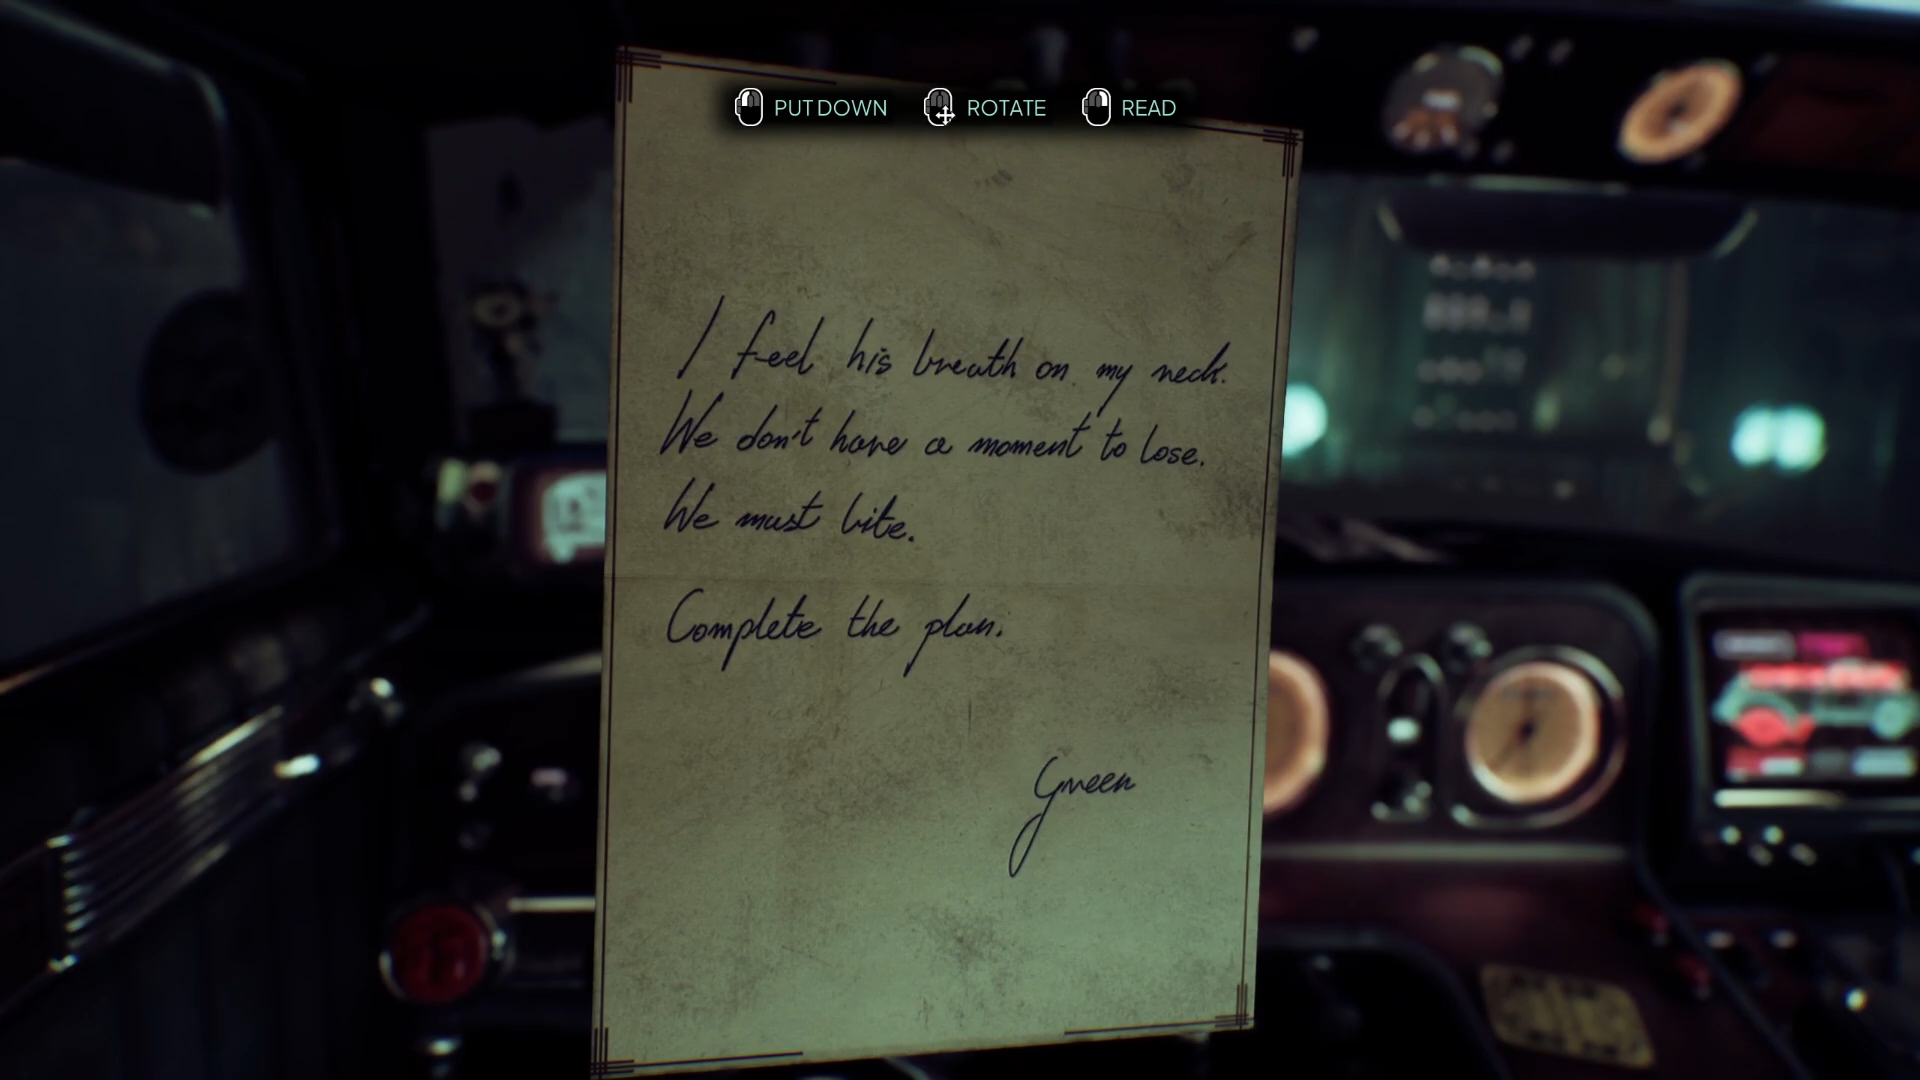 PUT DOWN ROTATE READ
I feel his breath on my neck.
We don't have a moment to lose.
We must bite.
Complete the plan.
Green